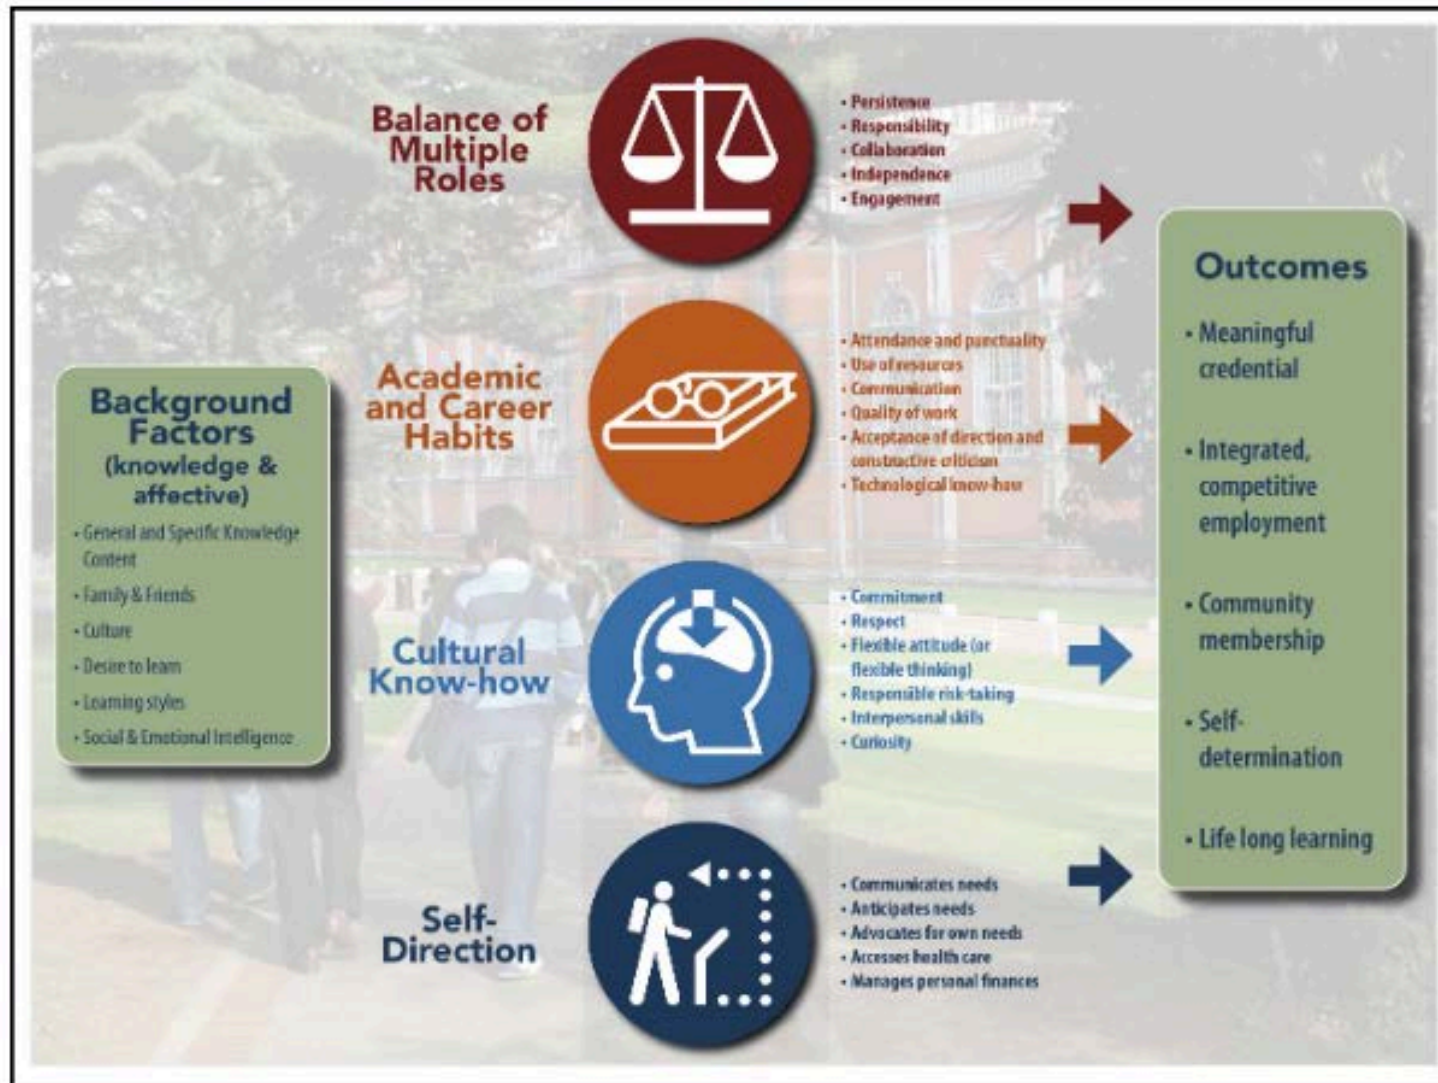 Balance of
Multiple
Roles
• Persistence
• Responsibility
• Collaboration
• Independence
• Engagement
Academic
and Career
Habits
• Attendance and punctuality
• Use of resources
• Communication
• Quality of work
• Acceptance of direction and
constructive criticism
• Technological know-how
Background
Factors
(knowledge &
affective)
• General and Specific Knowledge
Content
• Family & Friends
• Culture
• Desire to learn
• Learning styles
• Social & Emotional Intelligence
Cultural
Know-how
• Commitment
• Respect
• Flexible attitude (or
flexible thinking)
• Responsible risk-taking
• Interpersonal skills
• Curiosity
Self-
Direction
• Communicates needs
• Anticipates needs
• Advocates for own needs
• Accesses health care
• Manages personal finances
Outcomes
• Meaningful
credential
• Integrated,
competitive
employment
• Community
membership
• Self-
determination
• Life long learning